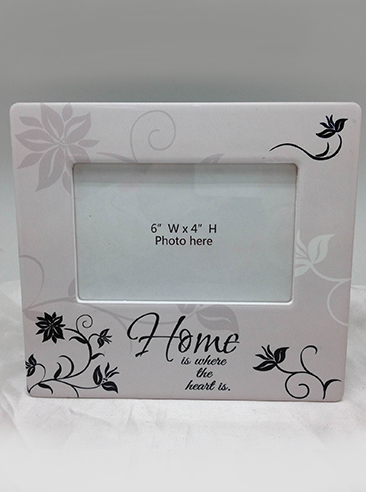 6" W x 4" H
Photo here
Home
is where
the
heart is.